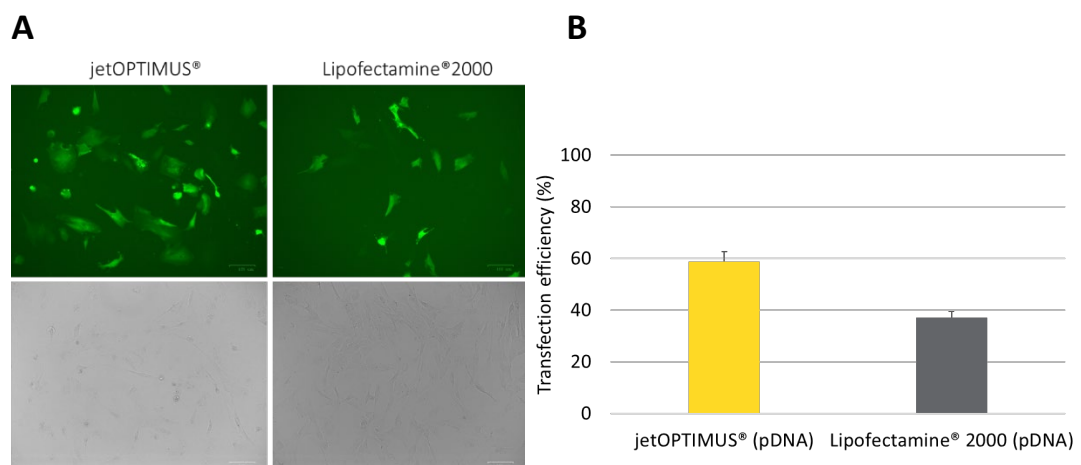 A
jetOPTIMUS®
Lipofectamine®2000
B
Transfection efficiency (%)
100
80
60
40
20
0
jetOPTIMUS® (pDNA)
Lipofectamine® 2000 (pDNA)